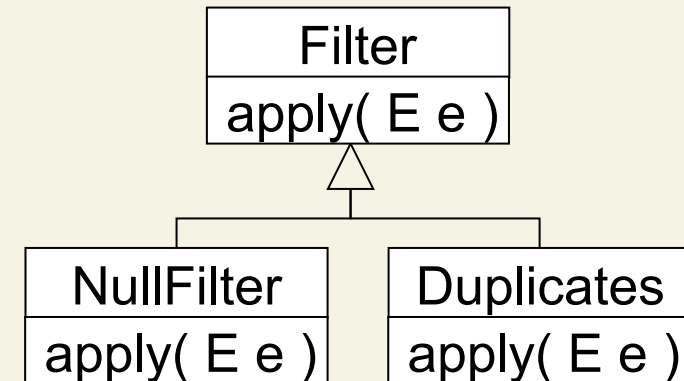 Filter
apply( E e )
NullFilter
apply( E e )
Duplicates
apply( E e )